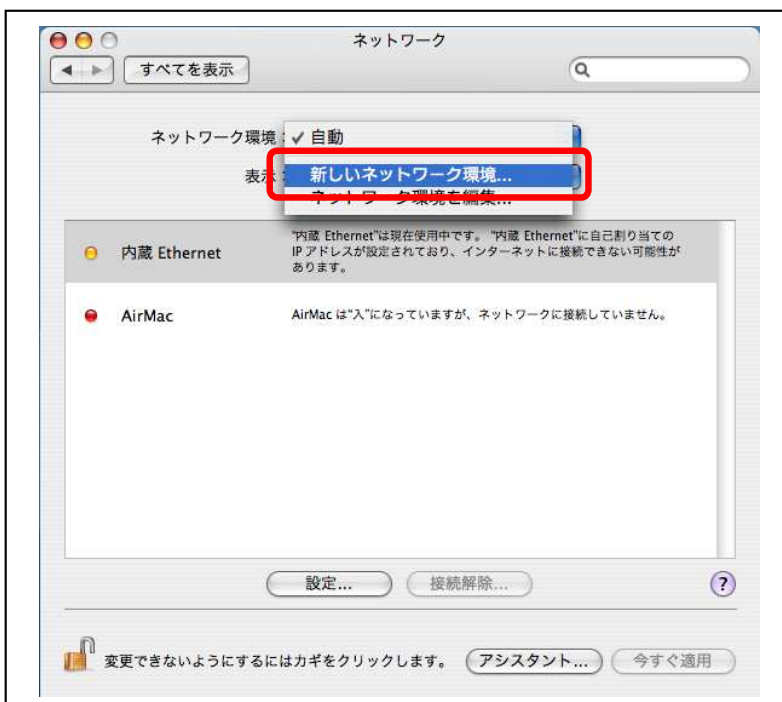 ネットワーク
すべてを表示
ネットワーク環境：✓ 自動
新しいネットワーク環境...
表示：
ネットワーク環境を編集...
内蔵 Ethernet
"内蔵 Ethernet"は現在使用中です。 "内蔵 Ethernet"に自己割り当ての
IP アドレスが設定されており、インターネットに接続できない可能性が
あります。
AirMac
AirMac は"入"になっていますが、ネットワークに接続していません。
設定...
接続解除...
?
変更できないようにするにはカギをクリックします。
アシスタント...
今すぐ適用